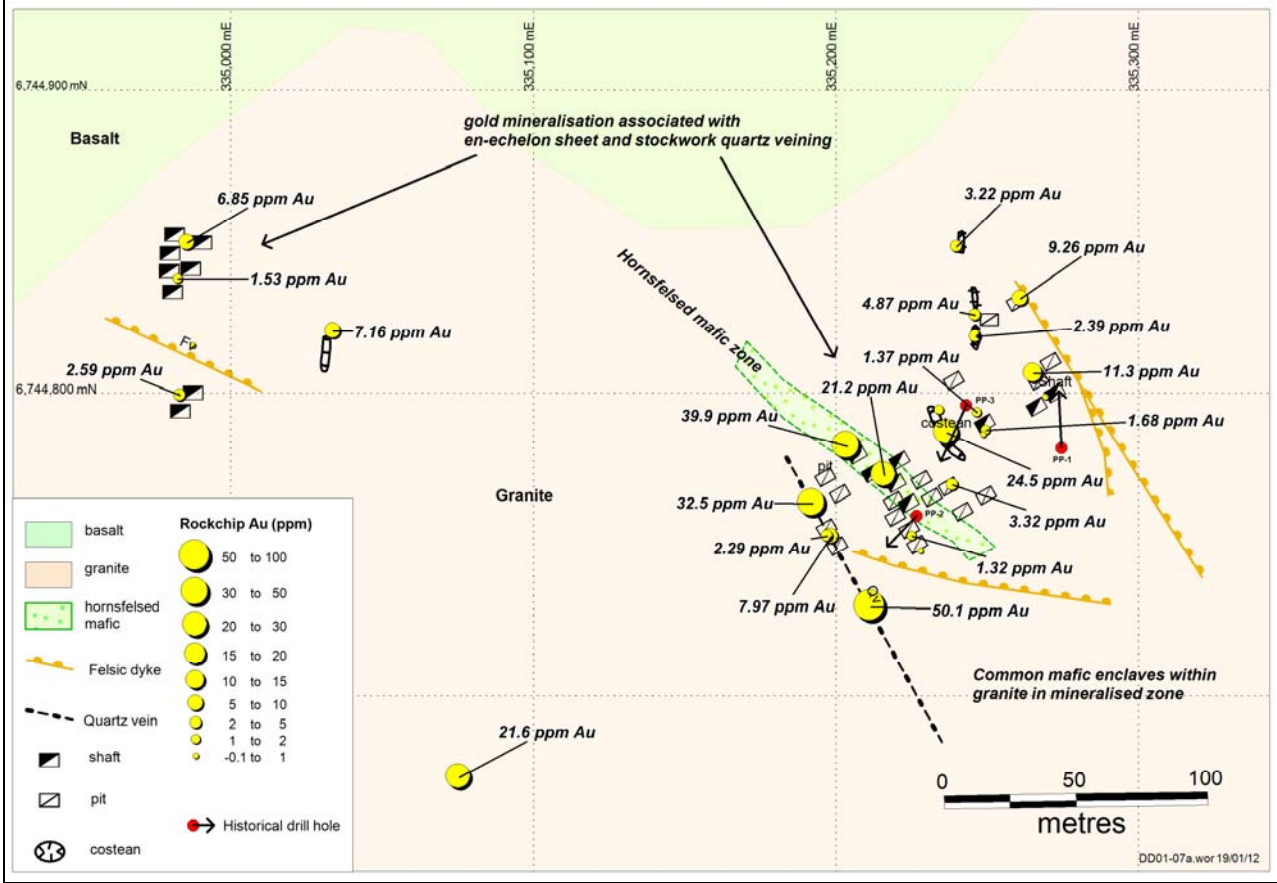 335,000 mE
335,100 mE
335,200 mE
335,300 mE
6,744,900 mN
Basalt
gold mineralisation associated with
en-echelon sheet and stockwork quartz veining
6.85 ppm Au
3.22 ppm Au
9.26 ppm Au
Hornsfelsed mafic zone
1.53 ppm Au
4.87 ppm Au
7.16 ppm Au
2.39 ppm Au
Fp
1.37 ppm Au
2.59 ppm Au
11.3 ppm Au
21.2 ppm Au
Shaft
6,744,800 mN
PP-3
39.9 ppm Au
costean
1.68 ppm Au
PP-1
pit
24.5 ppm Au
Granite
32.5 ppm Au
PP-2
3.32 ppm Au
2.29 ppm Au
1.32 ppm Au
7.97 ppm Au
Qv
50.1 ppm Au
Common mafic enclaves within
granite in mineralised zone
21.6 ppm Au
basalt
granite
hornsfelsed
mafic
Felsic dyke
Quartz vein
shaft
pit
costean
Rockchip Au (ppm)
50 to 100
30 to 50
20 to 30
15 to 20
10 to 15
5 to 10
2 to 5
1 to 2
-0.1 to 1
Historical drill hole
0 50 100
metres
DD01-07a.wor 19/01/12